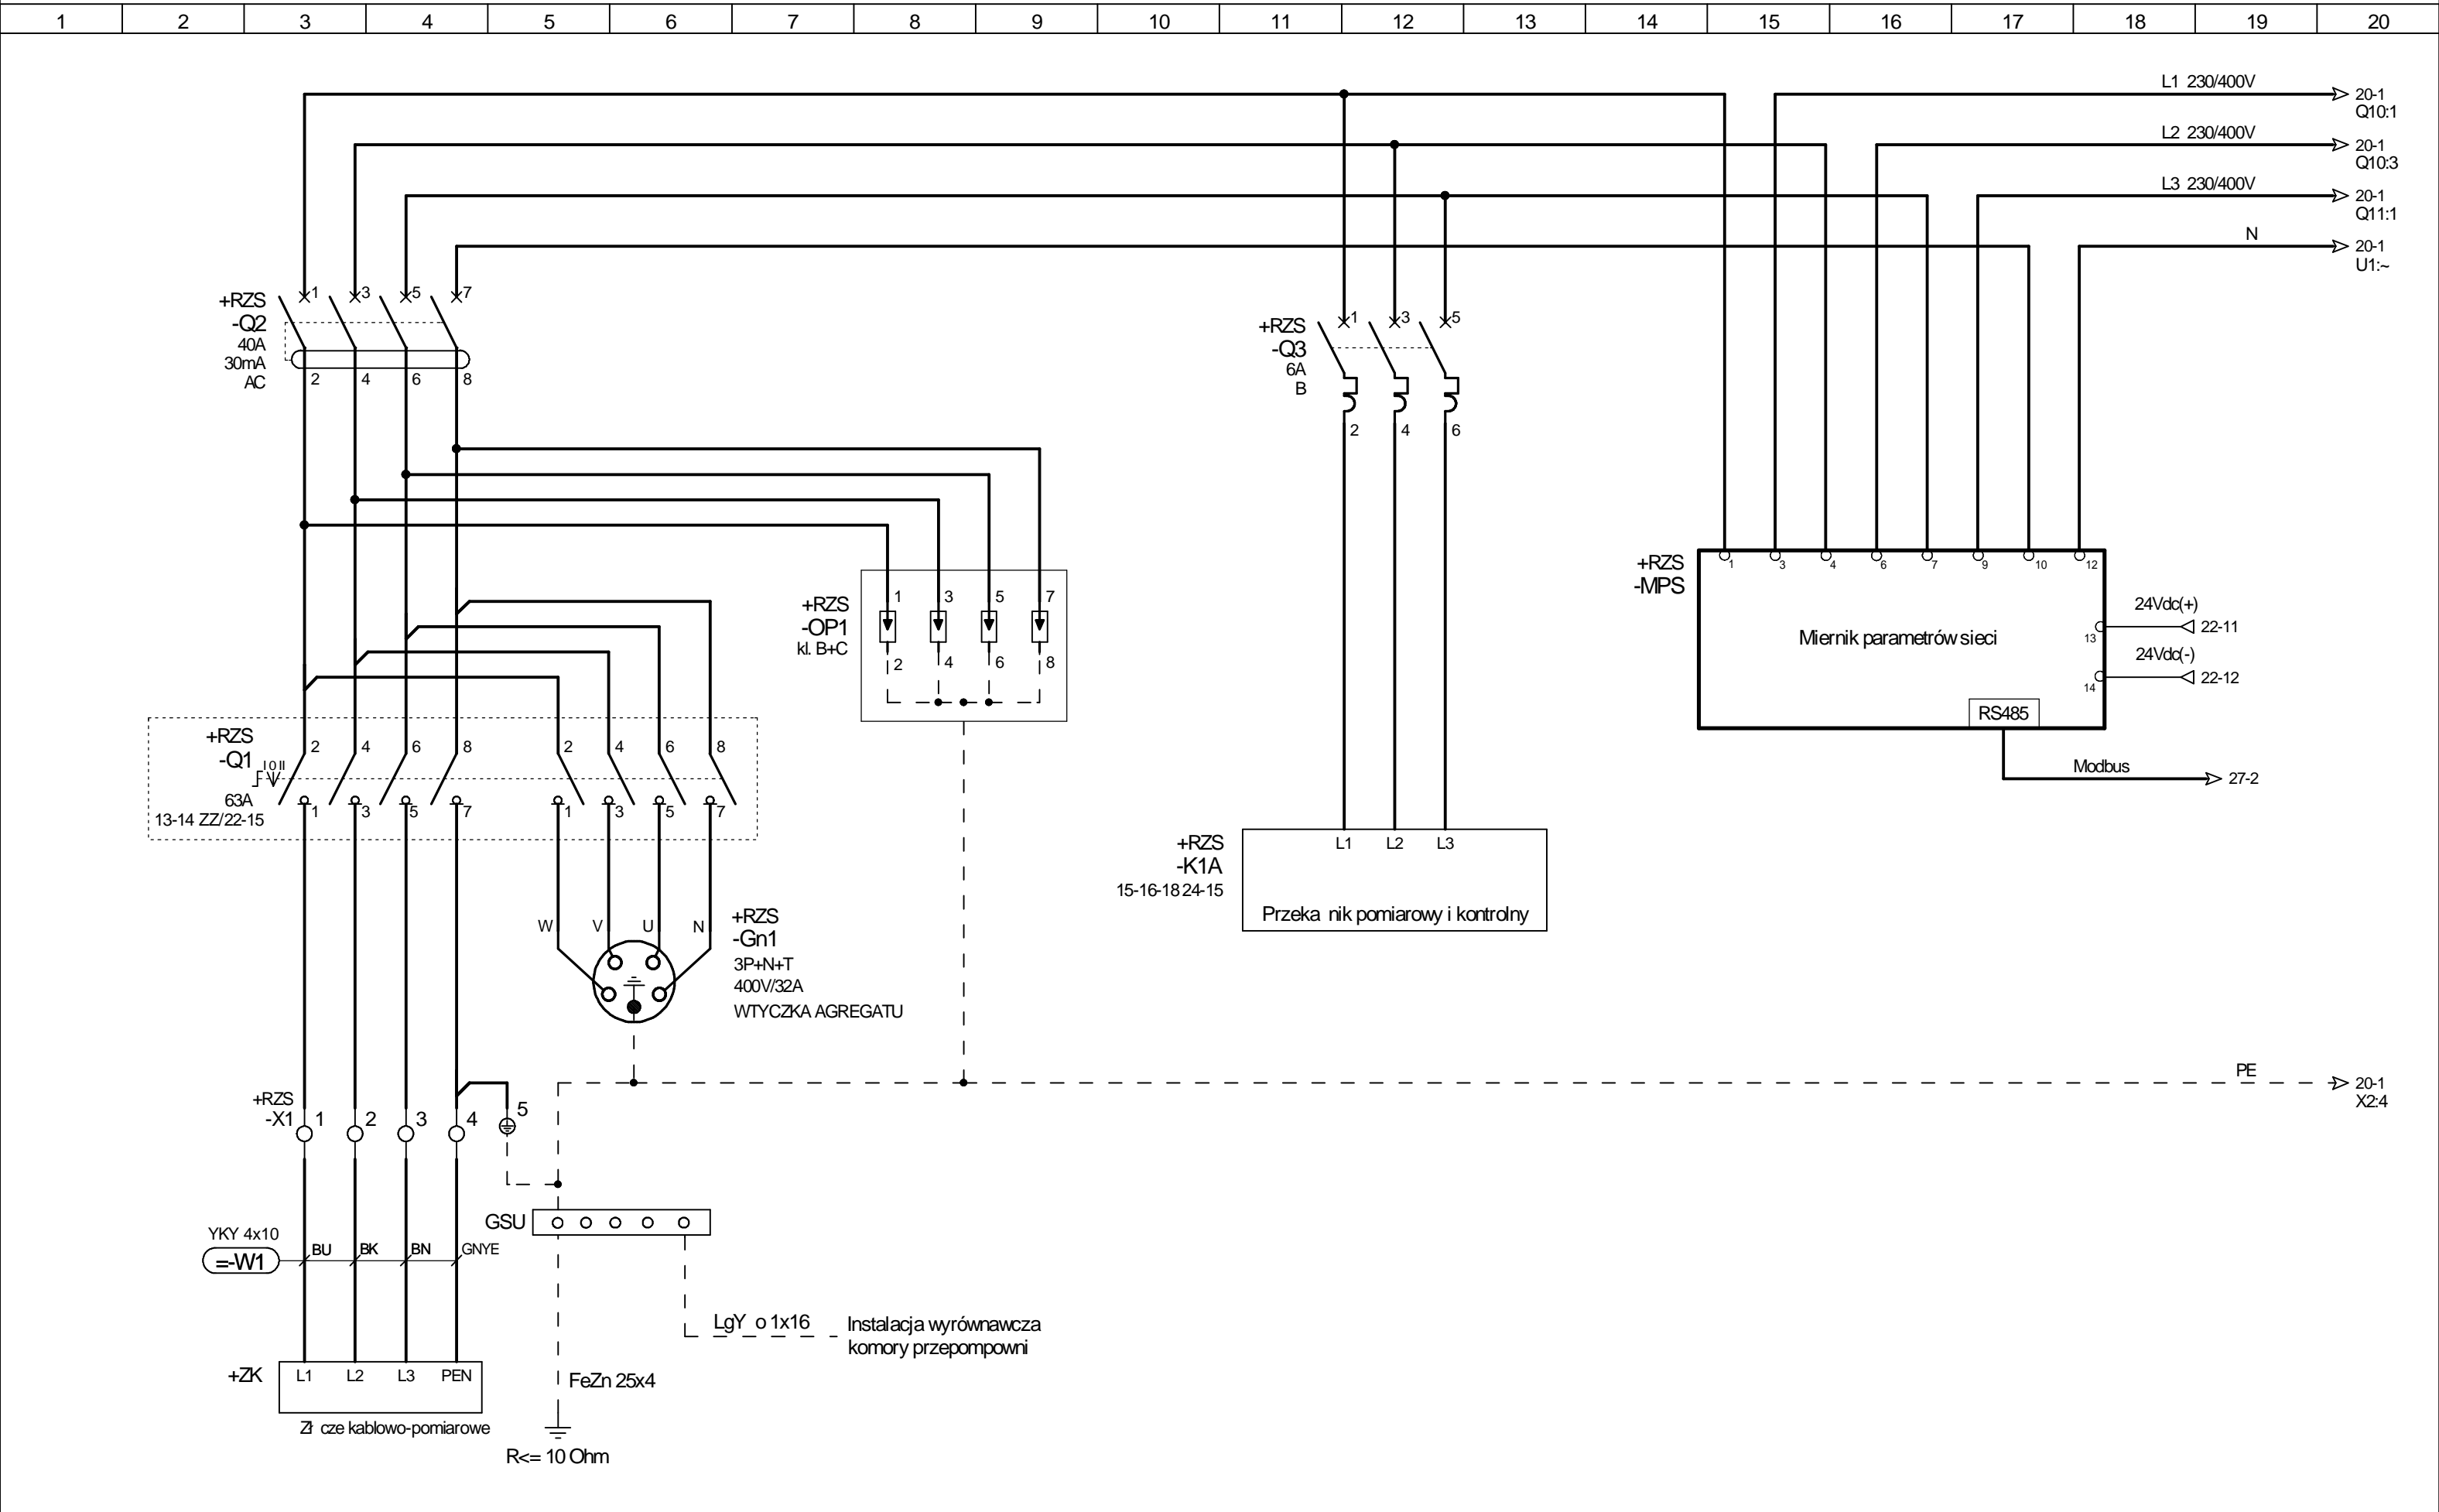 1 2 3 4 5 6 7 8 9 10 11 12 13 14 15 16 17 18 19 20
L1 230/400V
20-1
Q10:1
L2 230/400V
20-1
Q10:3
L3 230/400V
20-1
Q11:1
N
20-1
U1:~
+RZS
-Q2
40A
30mA
AC
1 3 5 7
2 4 6 8
+RZS
-Q3
6A
B
1 3 5
2 4 6
+RZS
-OP1
kl. B+C
1 3 5 7
2 4 6 8
+RZS
-MPS
1 3 4 6 7 9 10 12
Miernik parametrów sieci
13
24Vdc(+)
22-11
14
24Vdc(-)
22-12
RS485
Modbus
27-2
+RZS
-Q1
I 0 II
63A
13-14 ZZ/22-15
2 4 6 8 2 4 6 8
1 3 5 7 1 3 5 7
+RZS
-K1A
15-16-18 24-15
L1 L2 L3
Przeka nik pomiarowy i kontrolny
W V U N
+RZS
-Gn1
3P+N+T
400V/32A
WTYCZKA AGREGATU
PE
20-1
X2:4
+RZS
-X1
1 2 3 4 5
GSU
YKY 4x10
=-W1
BU BK BN GNYE
LgY o 1x16
Instalacja wyrównawcza
komory przepompowni
FeZn 25x4
R<= 10 Ohm
+ZK
L1 L2 L3 PEN
Zł cze kablowo-pomiarowe